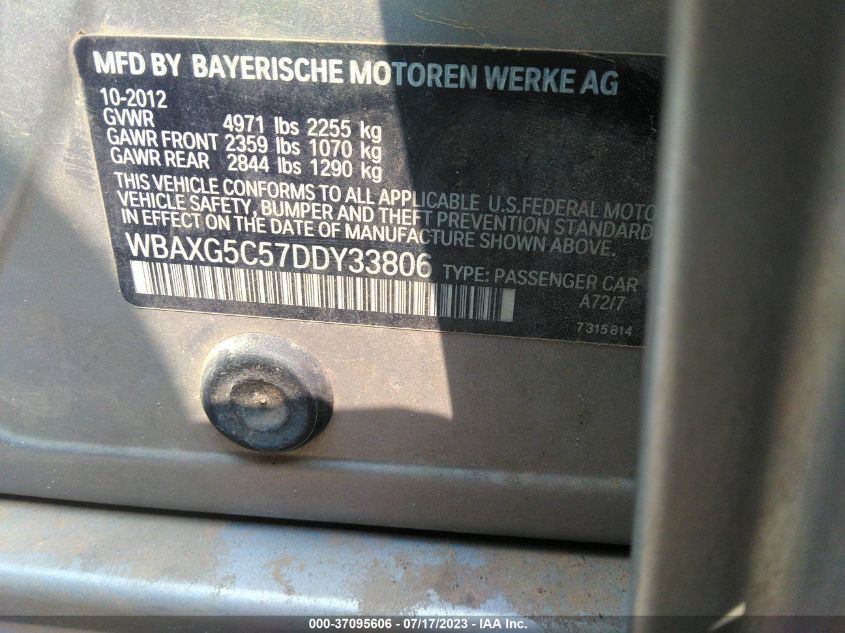 MFD BY BAYERISCHE MOTOREN WERKE AG
10-2012
GVWR 4971 lbs 2255 kg
GAWR FRONT 2359 lbs 1070 kg
GAWR REAR 2844 lbs 1290 kg
THIS VEHICLE CONFORMS TO ALL APPLICABLE U.S.FEDERAL MOTO
VEHICLE SAFETY, BUMPER AND THEFT PREVENTION STANDARD
IN EFFECT ON THE DATE OF MANUFACTURE SHOWN ABOVE.
WBAXG5C57DDY33806 TYPE: PASSENGER CAR
A72/7
7315814
000-37095606 - 07/17/2023 - IAA Inc.